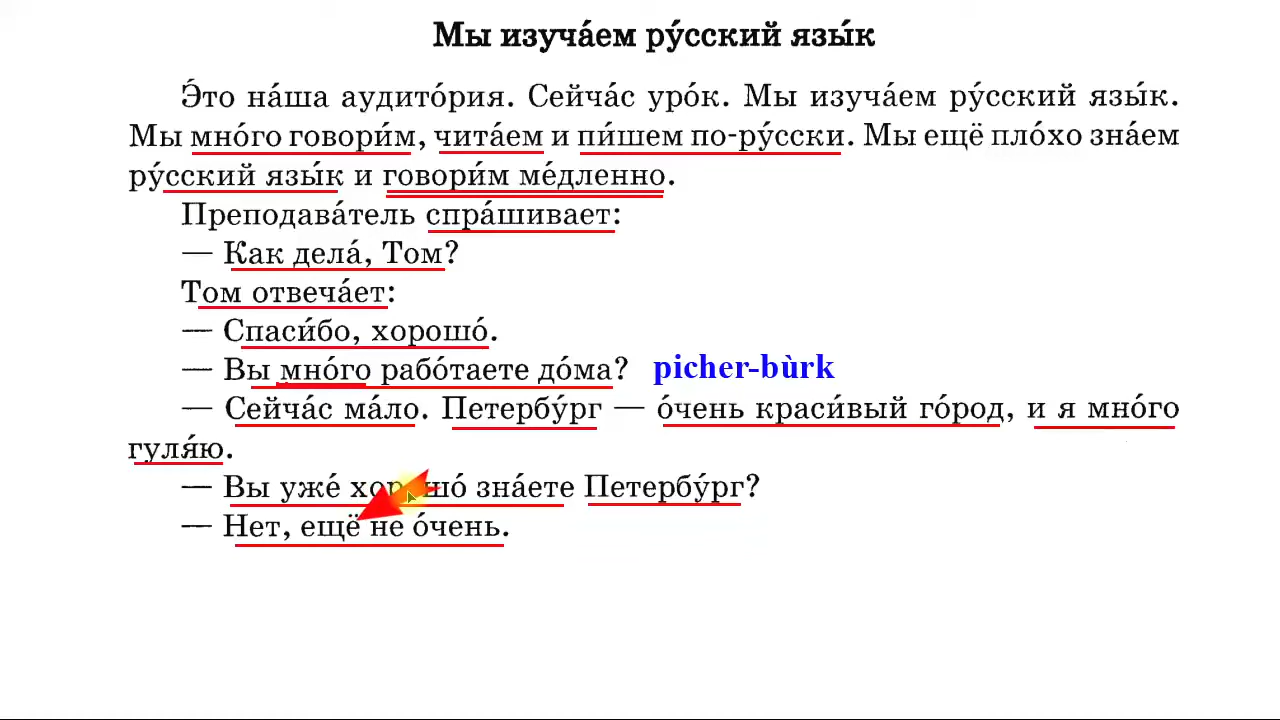 Мы изуча́ем ру́сский язы́к
Э́то на́ша аудито́рия. Сейча́с уро́к. Мы изуча́ем ру́сский язы́к.
Мы мно́го говори́м, чита́ем и пи́шем по-ру́сски. Мы ещё пло́хо зна́ем
ру́сский язы́к и говори́м ме́дленно.
Преподава́тель спра́шивает:
— Как дела́, Том?
Том отвеча́ет:
— Спаси́бо, хорошо́.
— Вы мно́го рабо́таете до́ма? picher-bùrk
— Сейча́с ма́ло. Петербу́рг — о́чень краси́вый го́род, и я мно́го
гуля́ю.
— Вы уже́ хорошо́ зна́ете Петербу́рг?
— Нет, ещё не о́чень.